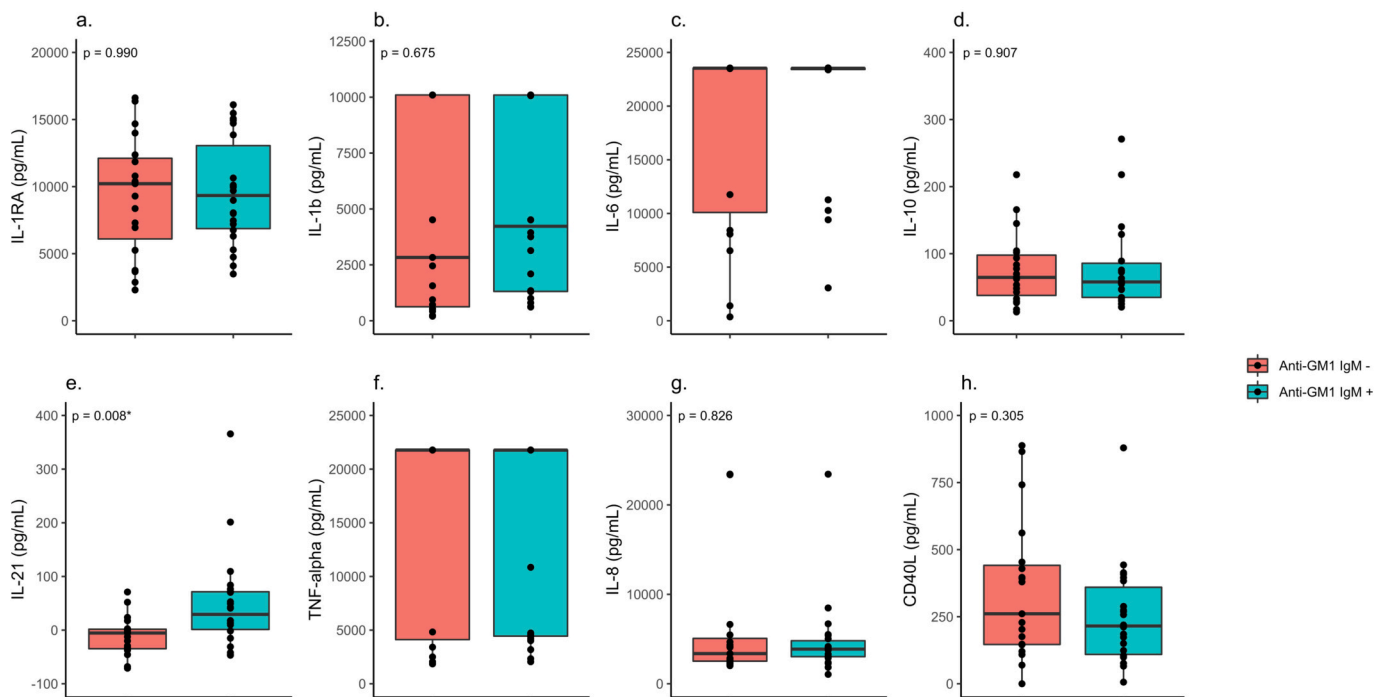 a.
p = 0.990
IL-1RA (pg/mL)
20000
15000
10000
5000
0
b.
p = 0.675
IL-1b (pg/mL)
12500
10000
7500
5000
2500
0
c.
IL-6 (pg/mL)
25000
20000
15000
10000
5000
0
d.
p = 0.907
IL-10 (pg/mL)
400
300
200
100
0
e.
p = 0.008*
IL-21 (pg/mL)
400
300
200
100
0
-100
f.
TNF-alpha (pg/mL)
25000
20000
15000
10000
5000
0
g.
p = 0.826
IL-8 (pg/mL)
30000
20000
10000
0
h.
p = 0.305
CD40L (pg/mL)
1000
750
500
250
0
Anti-GM1 IgM -
Anti-GM1 IgM +